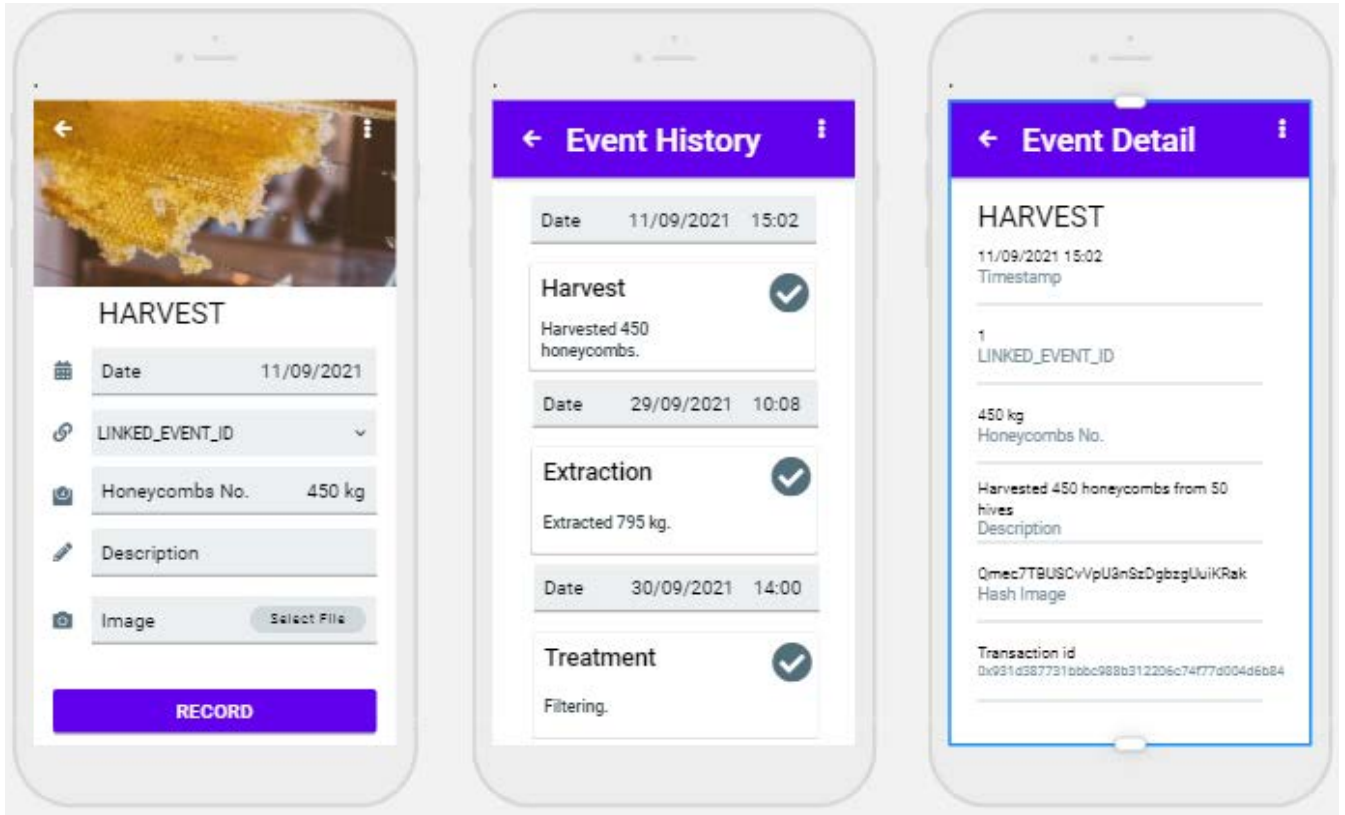 HARVEST
Date 11/09/2021
LINKED_EVENT_ID
Honeycombs No. 450 kg
Description
Image Select File
RECORD
Event History
Date 11/09/2021 15:02
Harvest
Harvested 450
honeycombs.
Date 29/09/2021 10:08
Extraction
Extracted 795 kg.
Date 30/09/2021 14:00
Treatment
Filtering.
Event Detail
HARVEST
11/09/2021 15:02
Timestamp
1
LINKED_EVENT_ID
450 kg
Honeycombs No.
Harvested 450 honeycombs from 50
hives
Description
Qmec7TBUSCvVpU3nSzDgbzgUuiKRak
Hash Image
Transaction id
0x931d387731bbbc988b312206c74f77d004d6b84